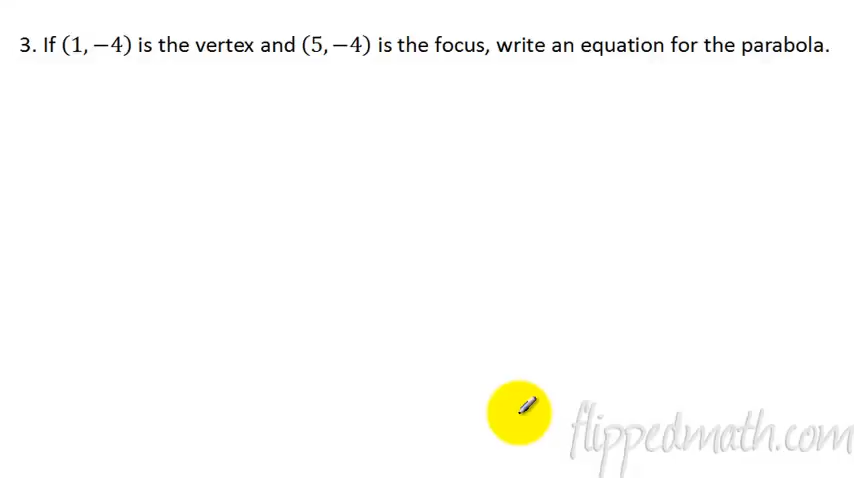 3. If (1, −4) is the vertex and (5, −4) is the focus, write an equation for the parabola.
flippedmath.com